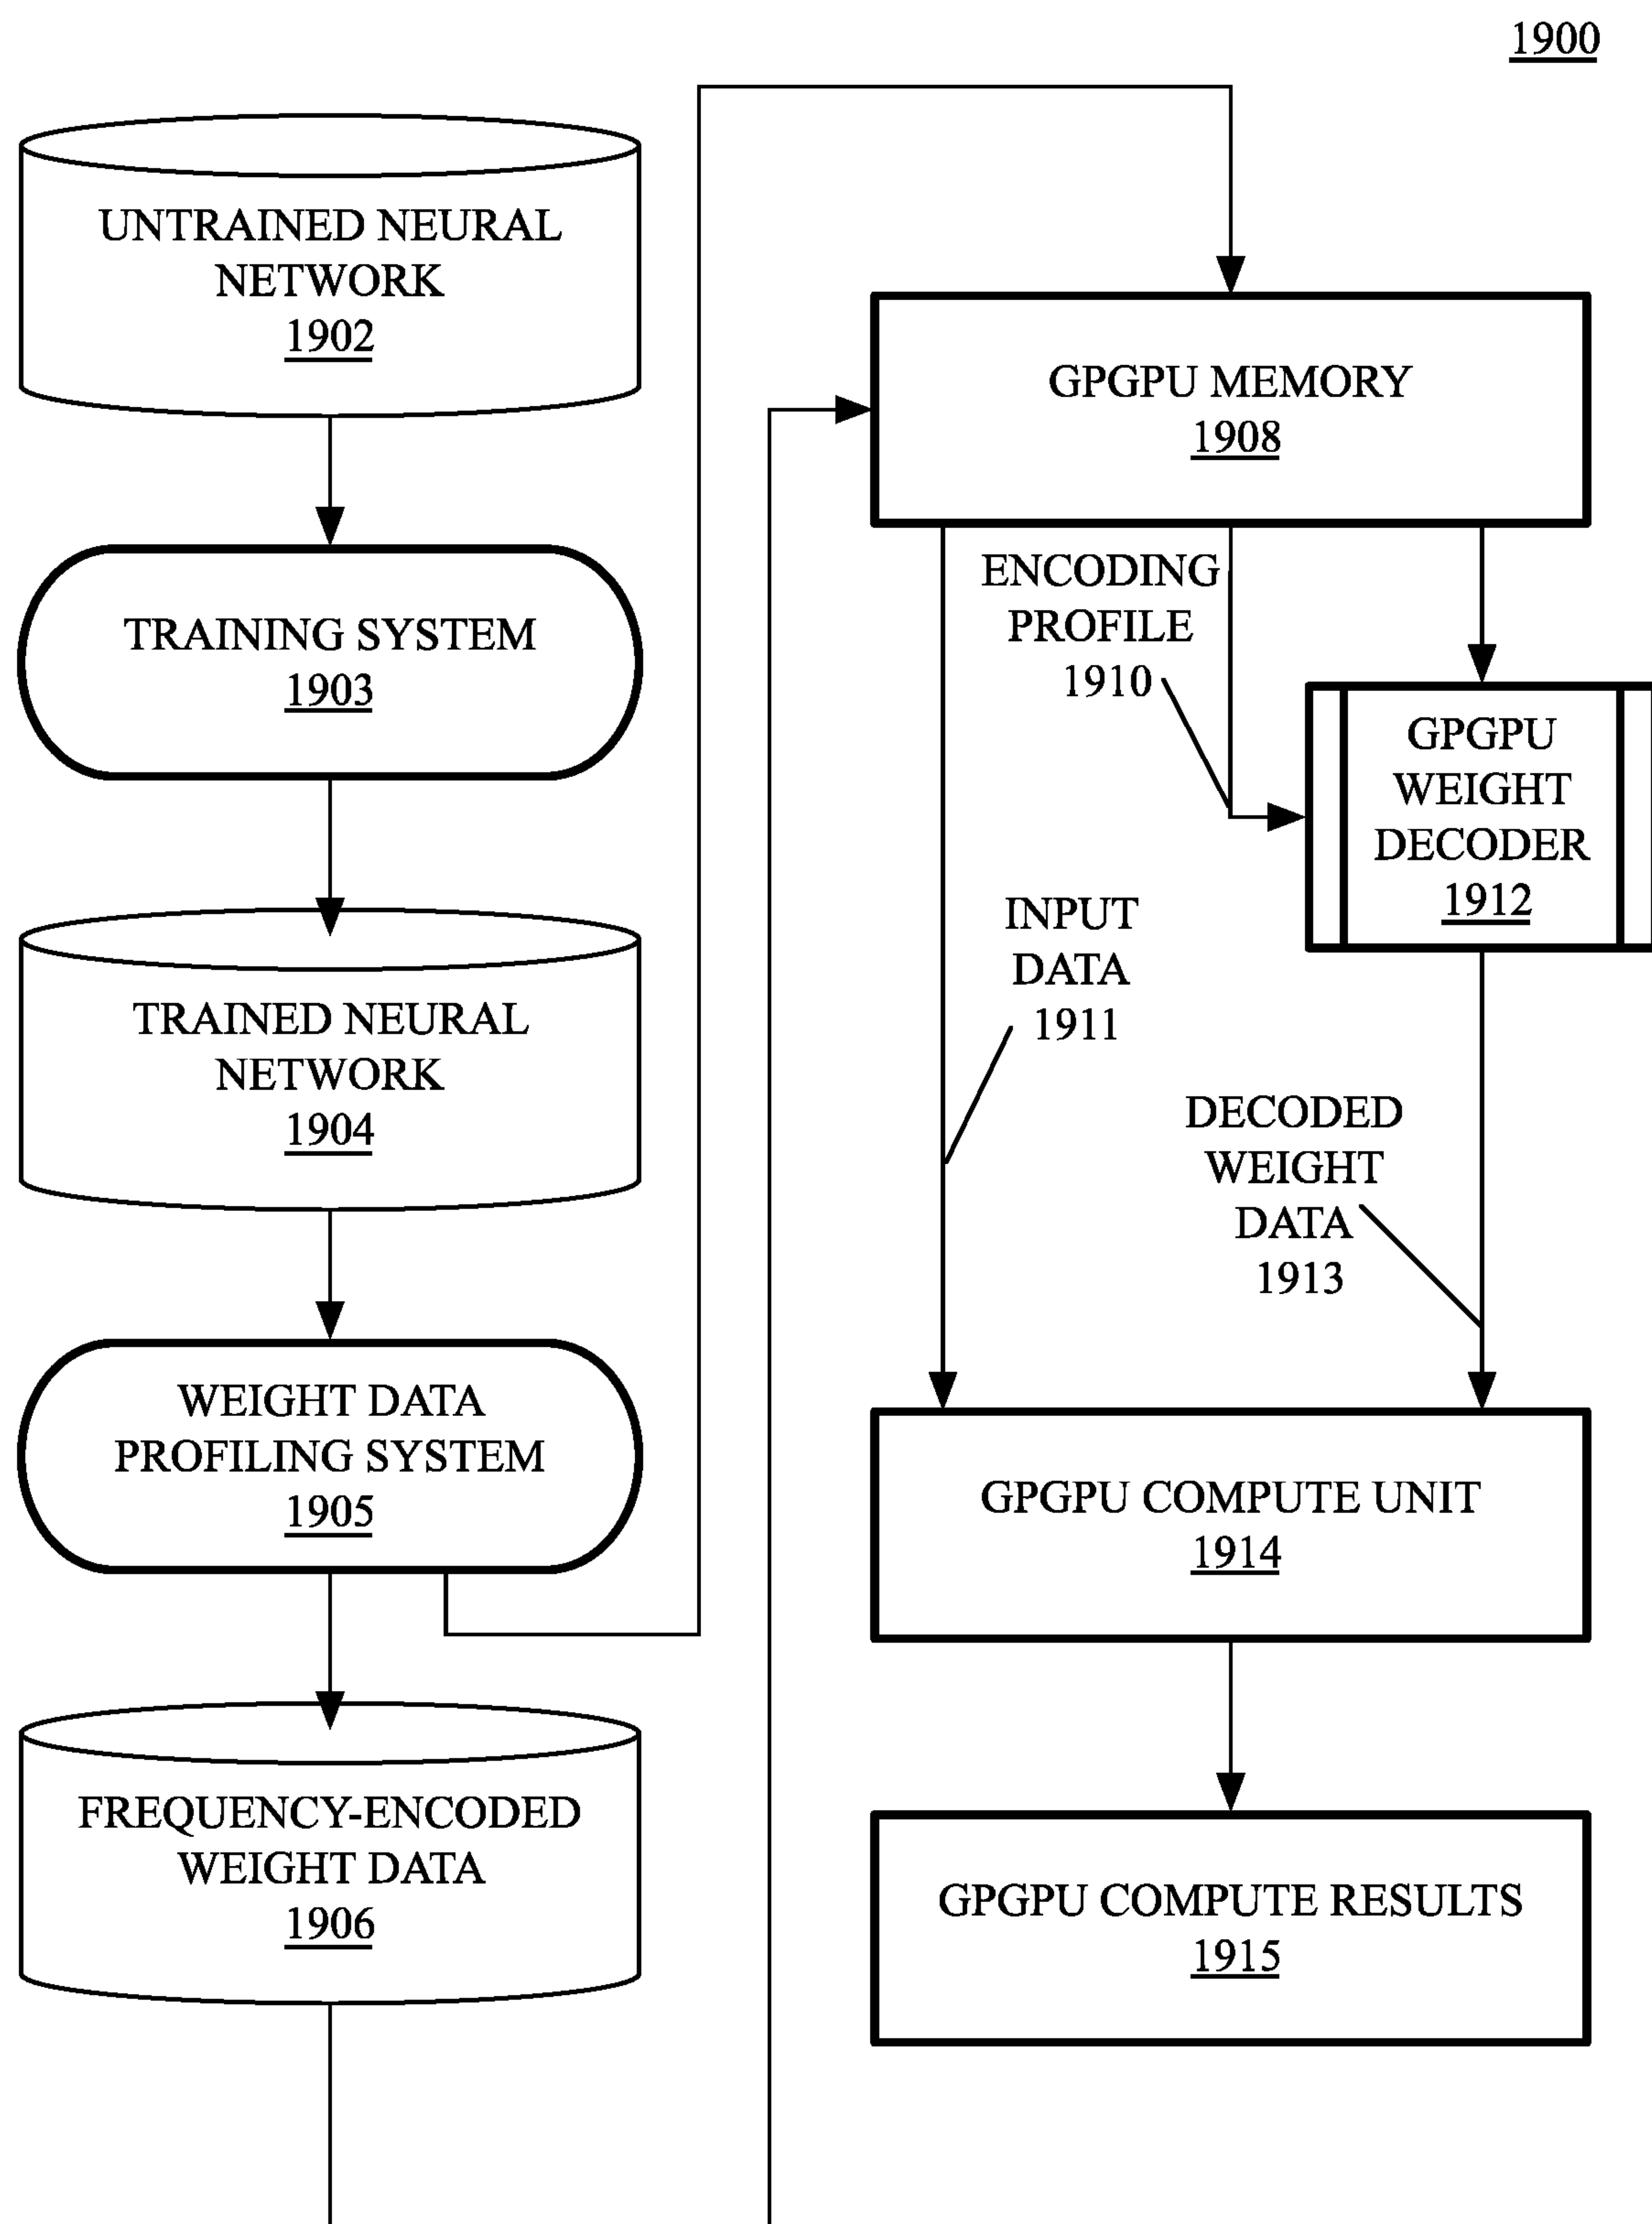 1900
UNTRAINED NEURAL
NETWORK
1902
TRAINING SYSTEM
1903
TRAINED NEURAL
NETWORK
1904
WEIGHT DATA
PROFILING SYSTEM
1905
FREQUENCY-ENCODED
WEIGHT DATA
1906
GPGPU MEMORY
1908
ENCODING
PROFILE
1910
GPGPU
WEIGHT
DECODER
1912
INPUT
DATA
1911
DECODED
WEIGHT
DATA
1913
GPGPU COMPUTE UNIT
1914
GPGPU COMPUTE RESULTS
1915